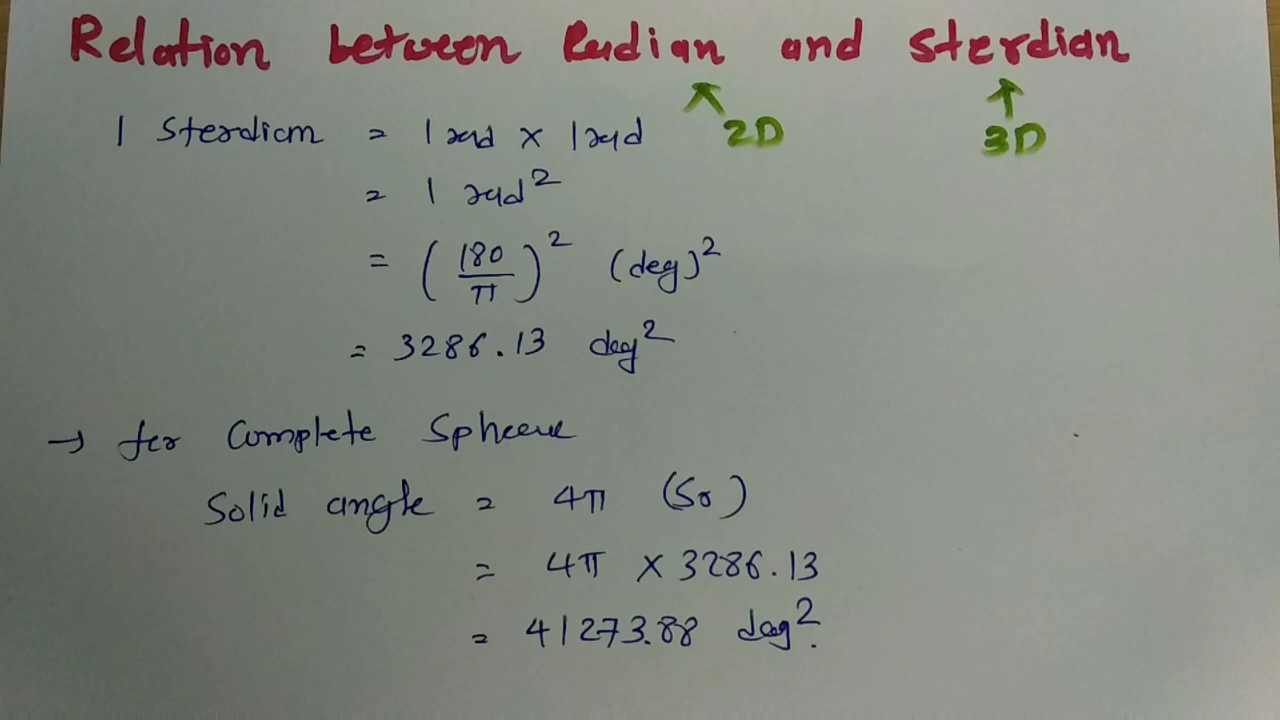 Relation between Radian and Sterdian
2D
3D
1 Sterdian = 1 rad × 1 rad
= 1 rad²
= (180/π)² (deg)²
= 3286.13 deg²
→ for Complete Sphere
Solid angle = 4π (Sr)
= 4π × 3286.13
= 41273.88 deg².